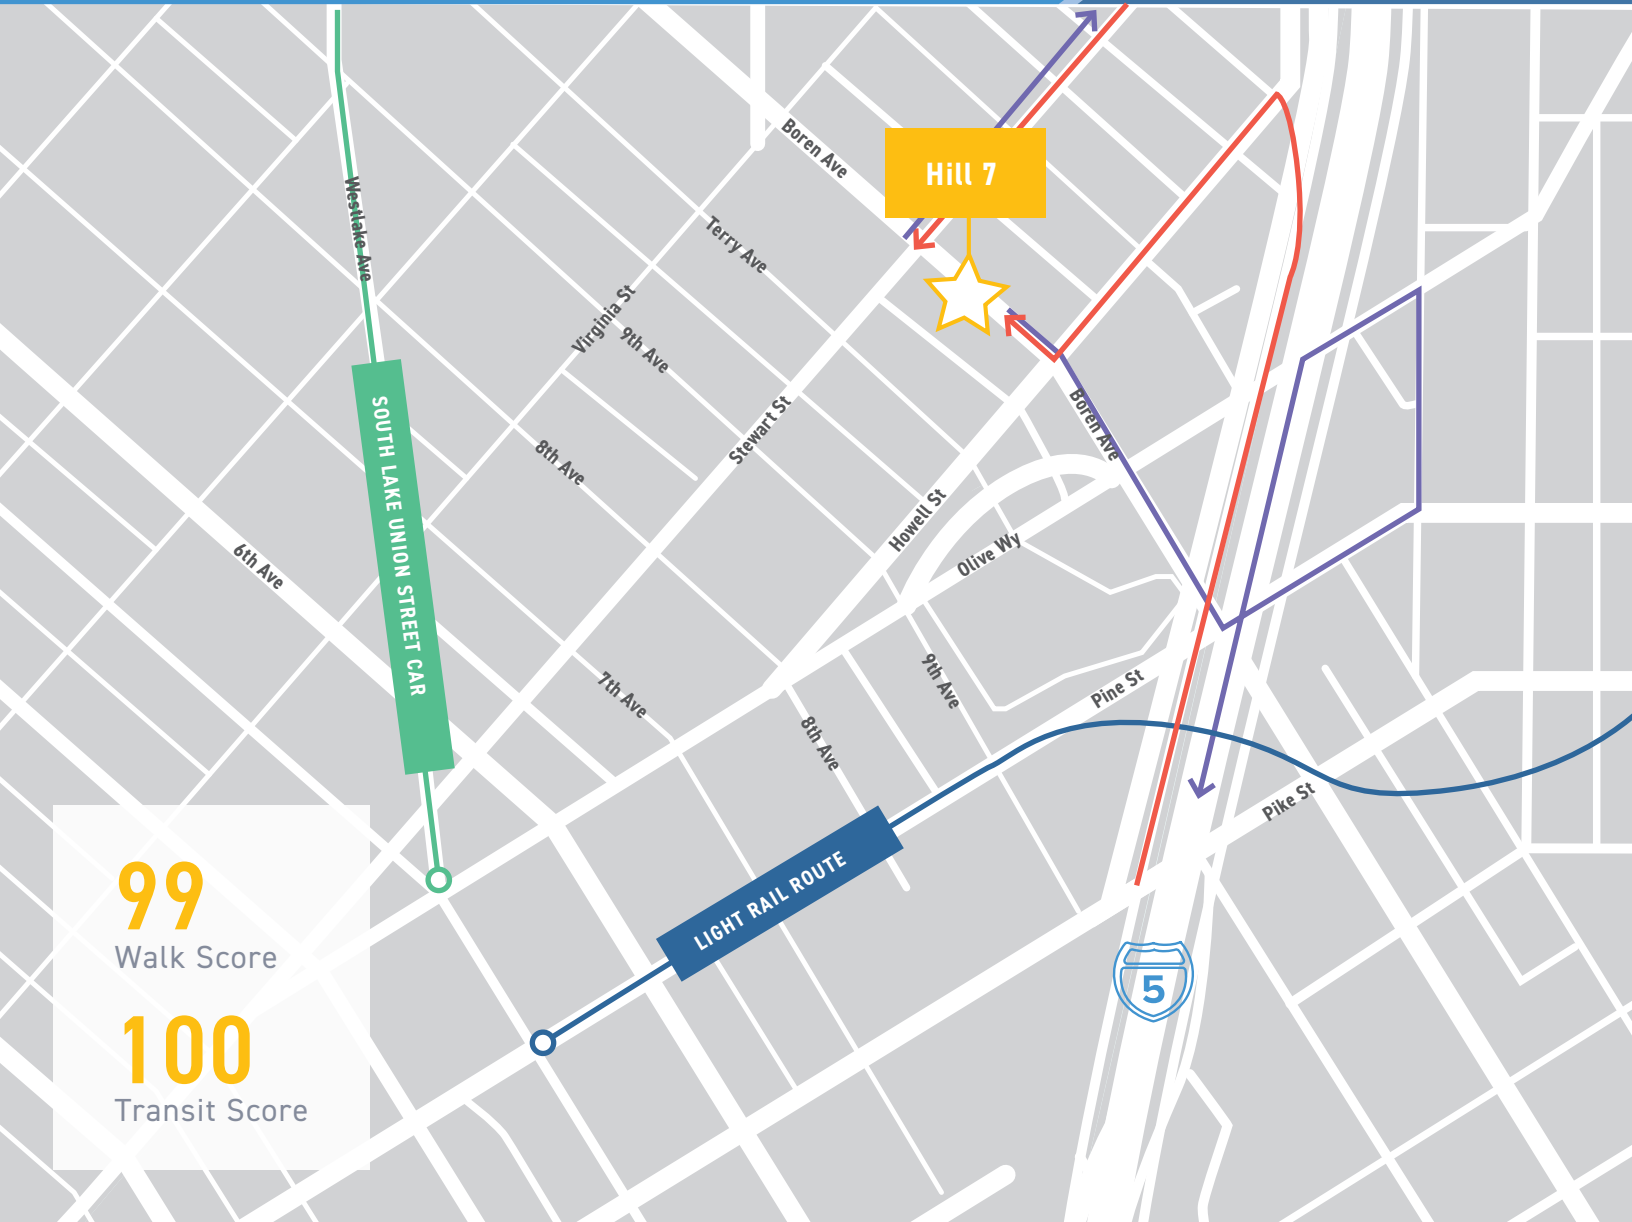 Boren Ave
Hill 7
Westlake Ave
Terry Ave
Virginia St
9th Ave
Stewart St
Boren Ave
8th Ave
SOUTH LAKE UNION STREET CAR
Howell St
Olive Wy
6th Ave
7th Ave
9th Ave
Pine St
8th Ave
Pike St
LIGHT RAIL ROUTE
5
99
Walk Score
100
Transit Score